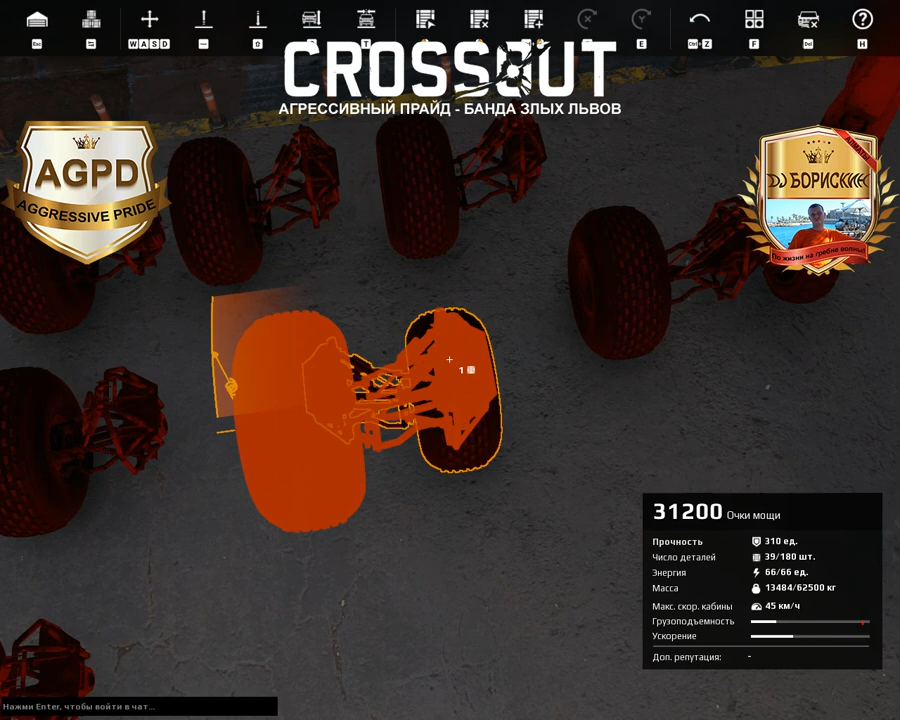 Esc
W A S D
T
E
Ctrl+Z
F
Del
H
X
Y
CROSSOUT
АГРЕССИВНЫЙ ПРАЙД - БАНДА ЗЛЫХ ЛЬВОВ
AGPD
AGGRESSIVE PRIDE
DJ БОРИСКИН
По жизни на гребне волны!
1
31200 Очки мощи
Прочность 310 ед.
Число деталей 39/180 шт.
Энергия 66/66 ед.
Масса 13484/62500 кг
Макс. скор. кабины 45 км/ч
Грузоподъемность
Ускорение
Доп. репутация: -
Нажми Enter, чтобы войти в чат...